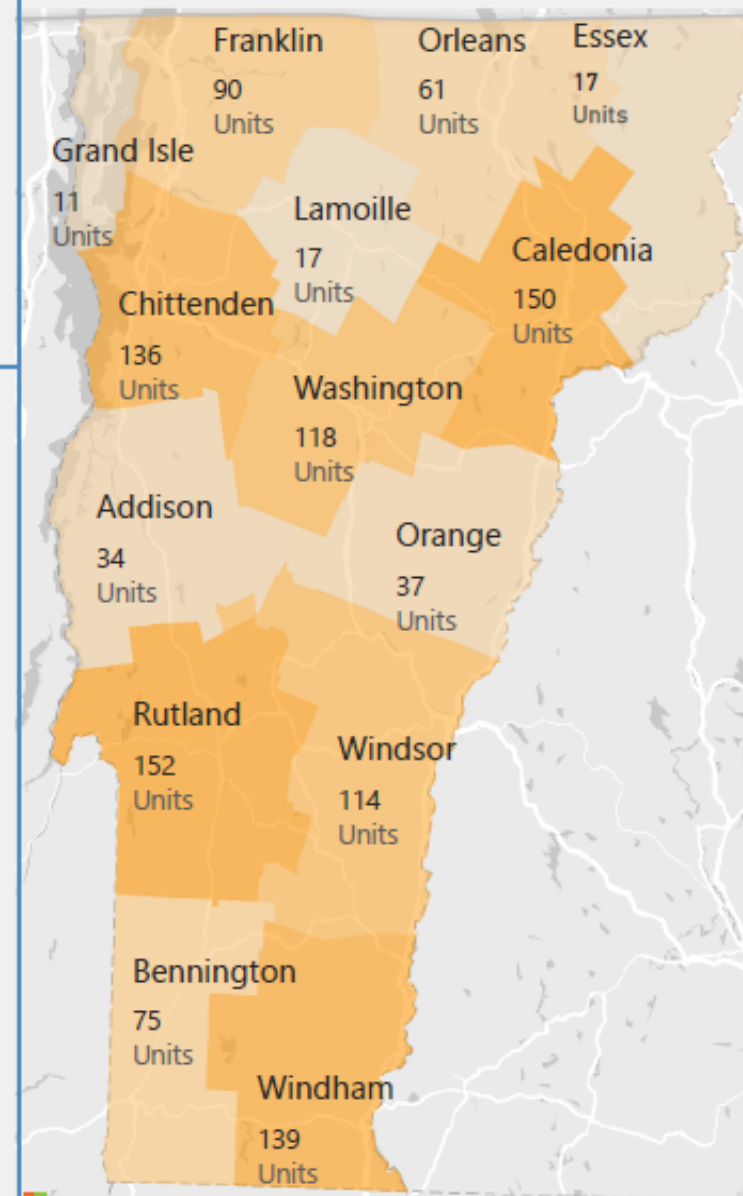 Franklin
90
Units
Orleans
61
Units
Essex
17
Units
Grand Isle
11
Units
Lamoille
17
Units
Caledonia
150
Units
Chittenden
136
Units
Washington
118
Units
Addison
34
Units
Orange
37
Units
Rutland
152
Units
Windsor
114
Units
Bennington
75
Units
Windham
139
Units